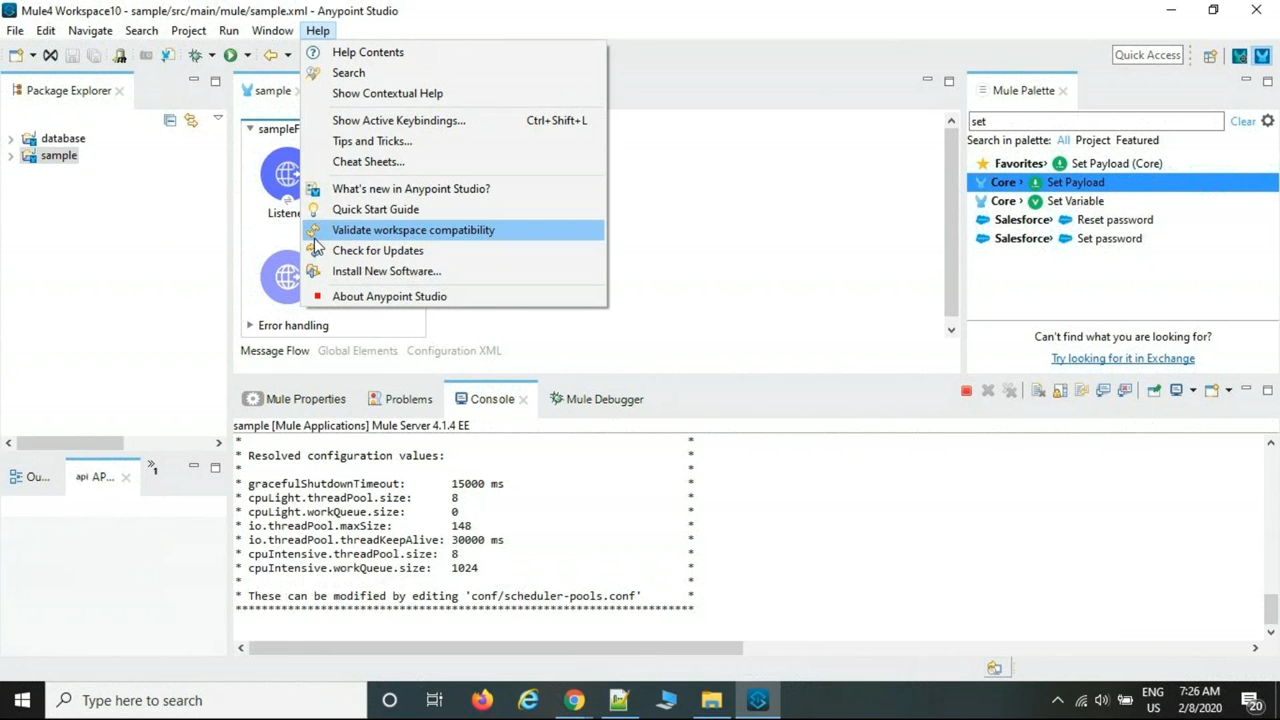 Mule4 Workspace10 - sample/src/main/mule/sample.xml - Anypoint Studio
File Edit Navigate Search Project Run Window Help
Quick Access
Package Explorer
database
sample
sample
sampleF
Listene
Error handling
Message Flow Global Elements Configuration XML
Help Contents
Search
Show Contextual Help
Show Active Keybindings... Ctrl+Shift+L
Tips and Tricks...
Cheat Sheets...
What's new in Anypoint Studio?
Quick Start Guide
Validate workspace compatibility
Check for Updates
Install New Software...
About Anypoint Studio
Mule Palette
set Clear
Search in palette: All Project Featured
Favorites> Set Payload (Core)
Core > Set Payload
Core > Set Variable
Salesforce> Reset password
Salesforce> Set password
Can't find what you are looking for?
Try looking for it in Exchange
Ou...
api AP...
1
Mule Properties Problems Console Mule Debugger
sample [Mule Applications] Mule Server 4.1.4 EE
* *
* Resolved configuration values: *
* *
* gracefulShutdownTimeout: 15000 ms *
* cpuLight.threadPool.size: 8 *
* cpuLight.workQueue.size: 0 *
* io.threadPool.maxSize: 148 *
* io.threadPool.threadKeepAlive: 30000 ms *
* cpuIntensive.threadPool.size: 8 *
* cpuIntensive.workQueue.size: 1024 *
* *
* These can be modified by editing 'conf/scheduler-pools.conf' *
**********************************************************************
Type here to search
ENG
US
7:26 AM
2/8/2020
20